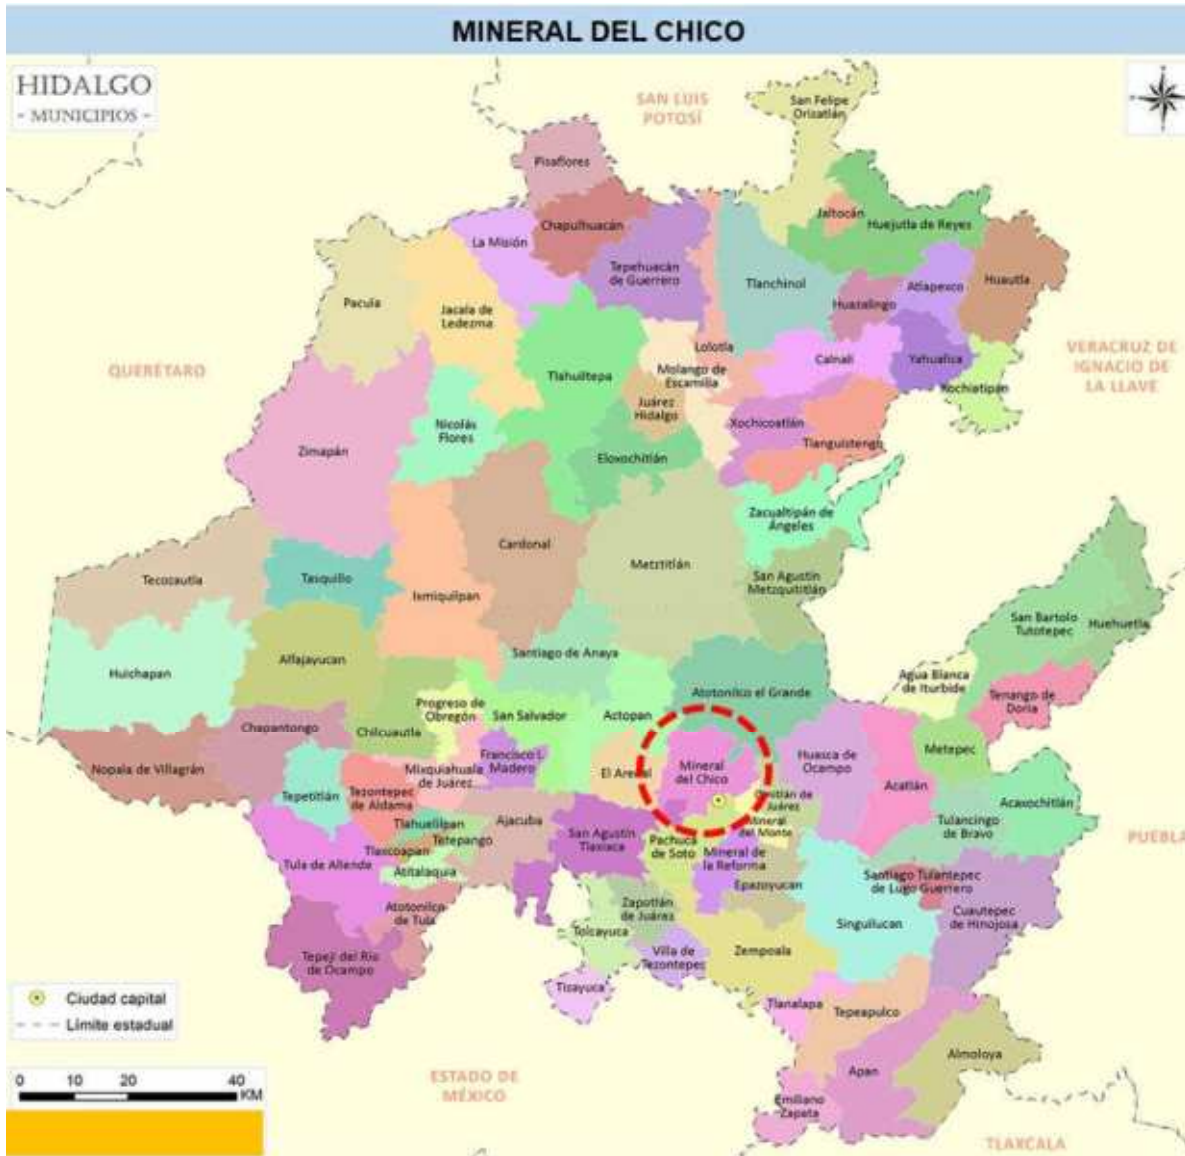 MINERAL DEL CHICO
HIDALGO
- MUNICIPIOS -
SAN LUIS
POTOSÍ
San Felipe
Orizatlán
Pisaflores
Jaltocán
Huejutla de Reyes
Chapulhuacán
La Misión
Tepehuacán
de Guerrero
Tlanchinol
Atlapexco
Huautla
Huazalingo
Pacula
Jacala de
Ledezma
Lolotla
Calnali
Yahualica
VERACRUZ DE
IGNACIO DE
LA LLAVE
QUERÉTARO
Tlahuiltepa
Molango de
Escamilla
Xochiatipan
Juárez
Hidalgo
Nicolás
Flores
Xochicoatlán
Tianguistengo
Zimapán
Eloxochitlán
Zacualtipán de
Ángeles
Cardonal
Metztitlán
San Agustín
Metzquititlán
Tecozautla
Tasquillo
Ixmiquilpan
San Bartolo
Tutotepec
Huehuetla
Santiago de Anaya
Alfajayucan
Huichapan
Agua Blanca
de Iturbide
Atotonilco el Grande
Tenango de
Doria
Progreso de
Obregón
San Salvador
Actopan
Chapantongo
Chilcuautla
Metepec
Francisco I.
Madero
Huasca de
Ocampo
Nopala de Villagrán
Mixquiahuala
de Juárez
El Arenal
Mineral
del Chico
Acatlán
Tepetitlán
Tezontepec
de Aldama
Omitlán de
Juárez
Acaxochitlán
Tlahuelilpan
Ajacuba
San Agustín
Tlaxiaca
Mineral
del Monte
Tulancingo
de Bravo
PUEBLA
Tetepango
Pachuca
de Soto
Mineral de
la Reforma
Tlaxcoapan
Tula de Allende
Atitalaquia
Epazoyucan
Santiago Tulantepec
de Lugo Guerrero
Atotonilco
de Tula
Zapotlán
de Juárez
Singuilucan
Cuautepec
de Hinojosa
Tolcayuca
Tepeji del Río
de Ocampo
Villa de
Tezontepec
Zempoala
Tizayuca
Ciudad capital
Límite estadual
Tlanalapa
Tepeapulco
Almoloya
Apan
ESTADO DE
MÉXICO
0 10 20 40
KM
Emiliano
Zapata
TLAXCALA